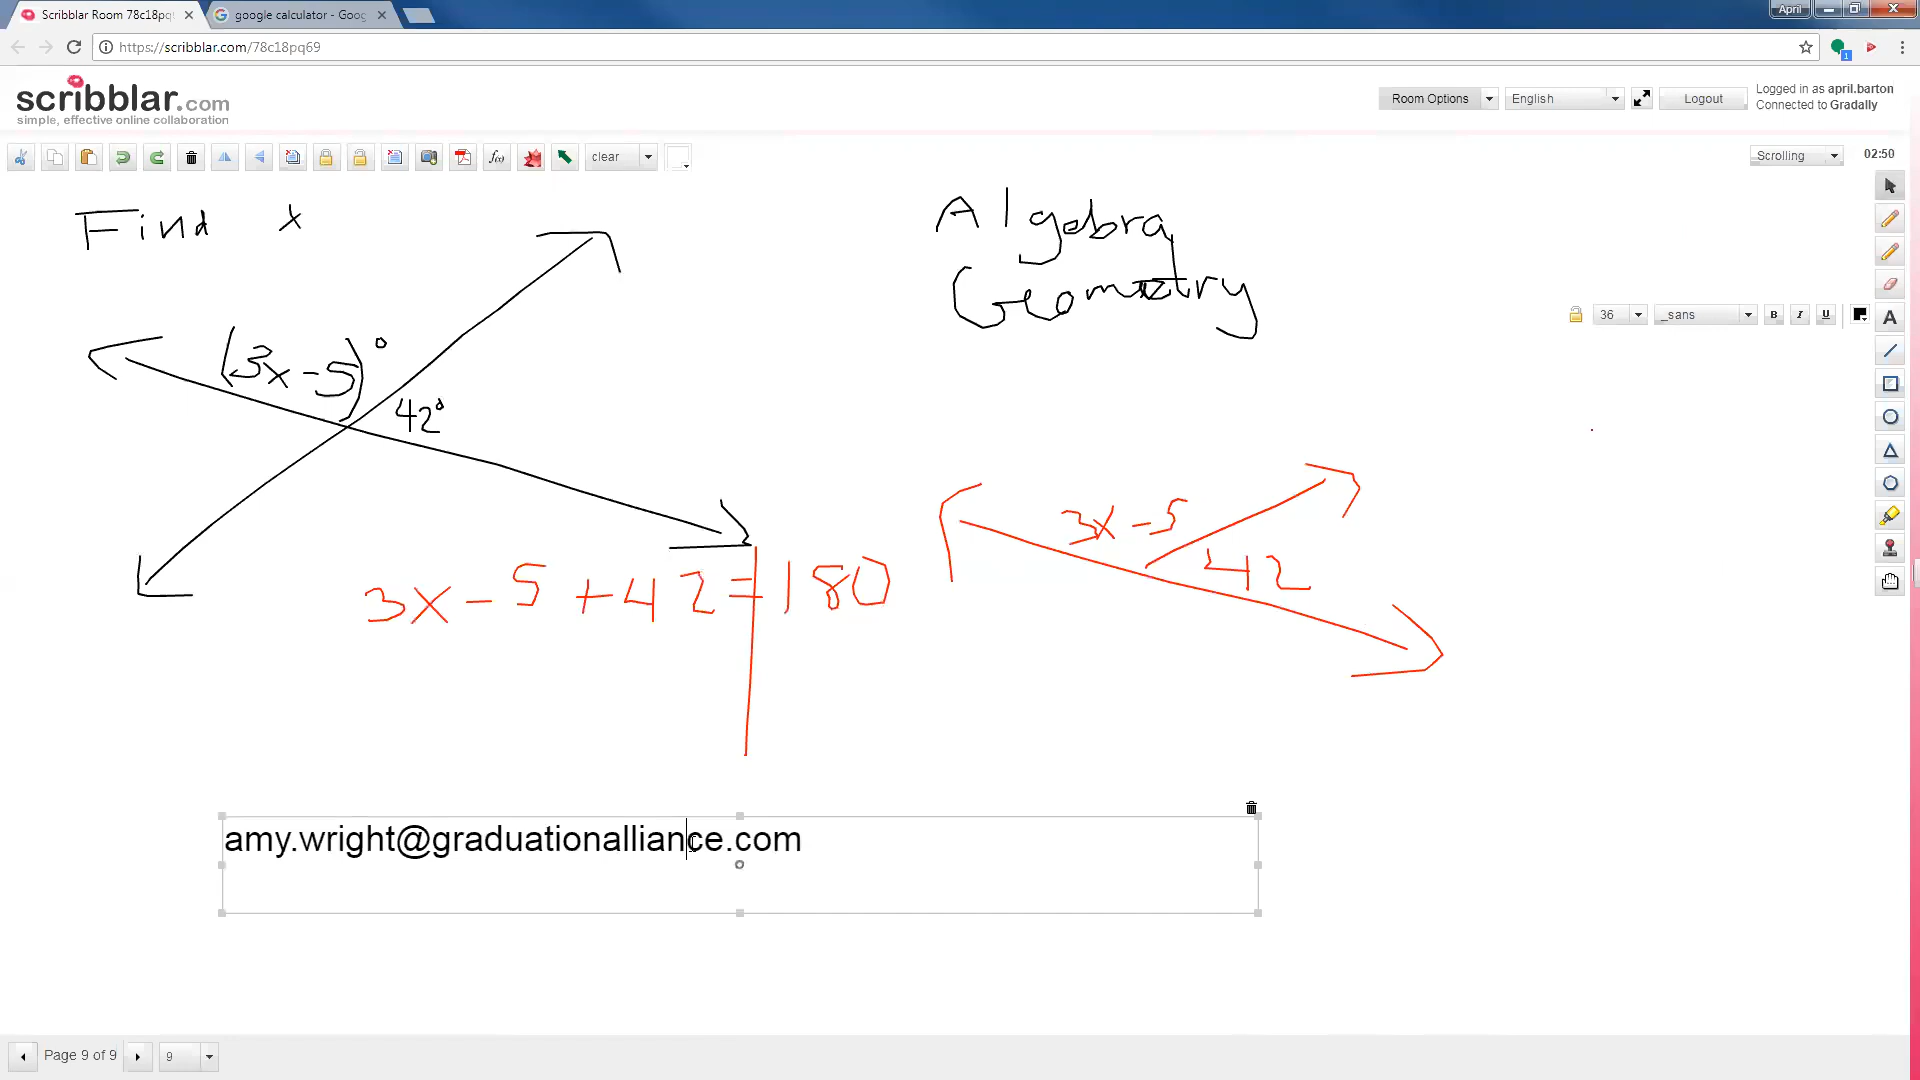 Scribblar Room 78c18pq
google calculator - Goog
April
https://scribblar.com/78c18pq69
1
scribblar.com
simple, effective online collaboration
Room Options
English
Logout
Logged in as april.barton
Connected to Gradally
f(x)
clear
Scrolling
02:50
Find x
Algebra
Geometry
36
_sans
B
I
U
A
(3x-5)°
42°
3x-5
42
3x-5+42=180
amy.wright@graduationalliance.com
Page 9 of 9
9